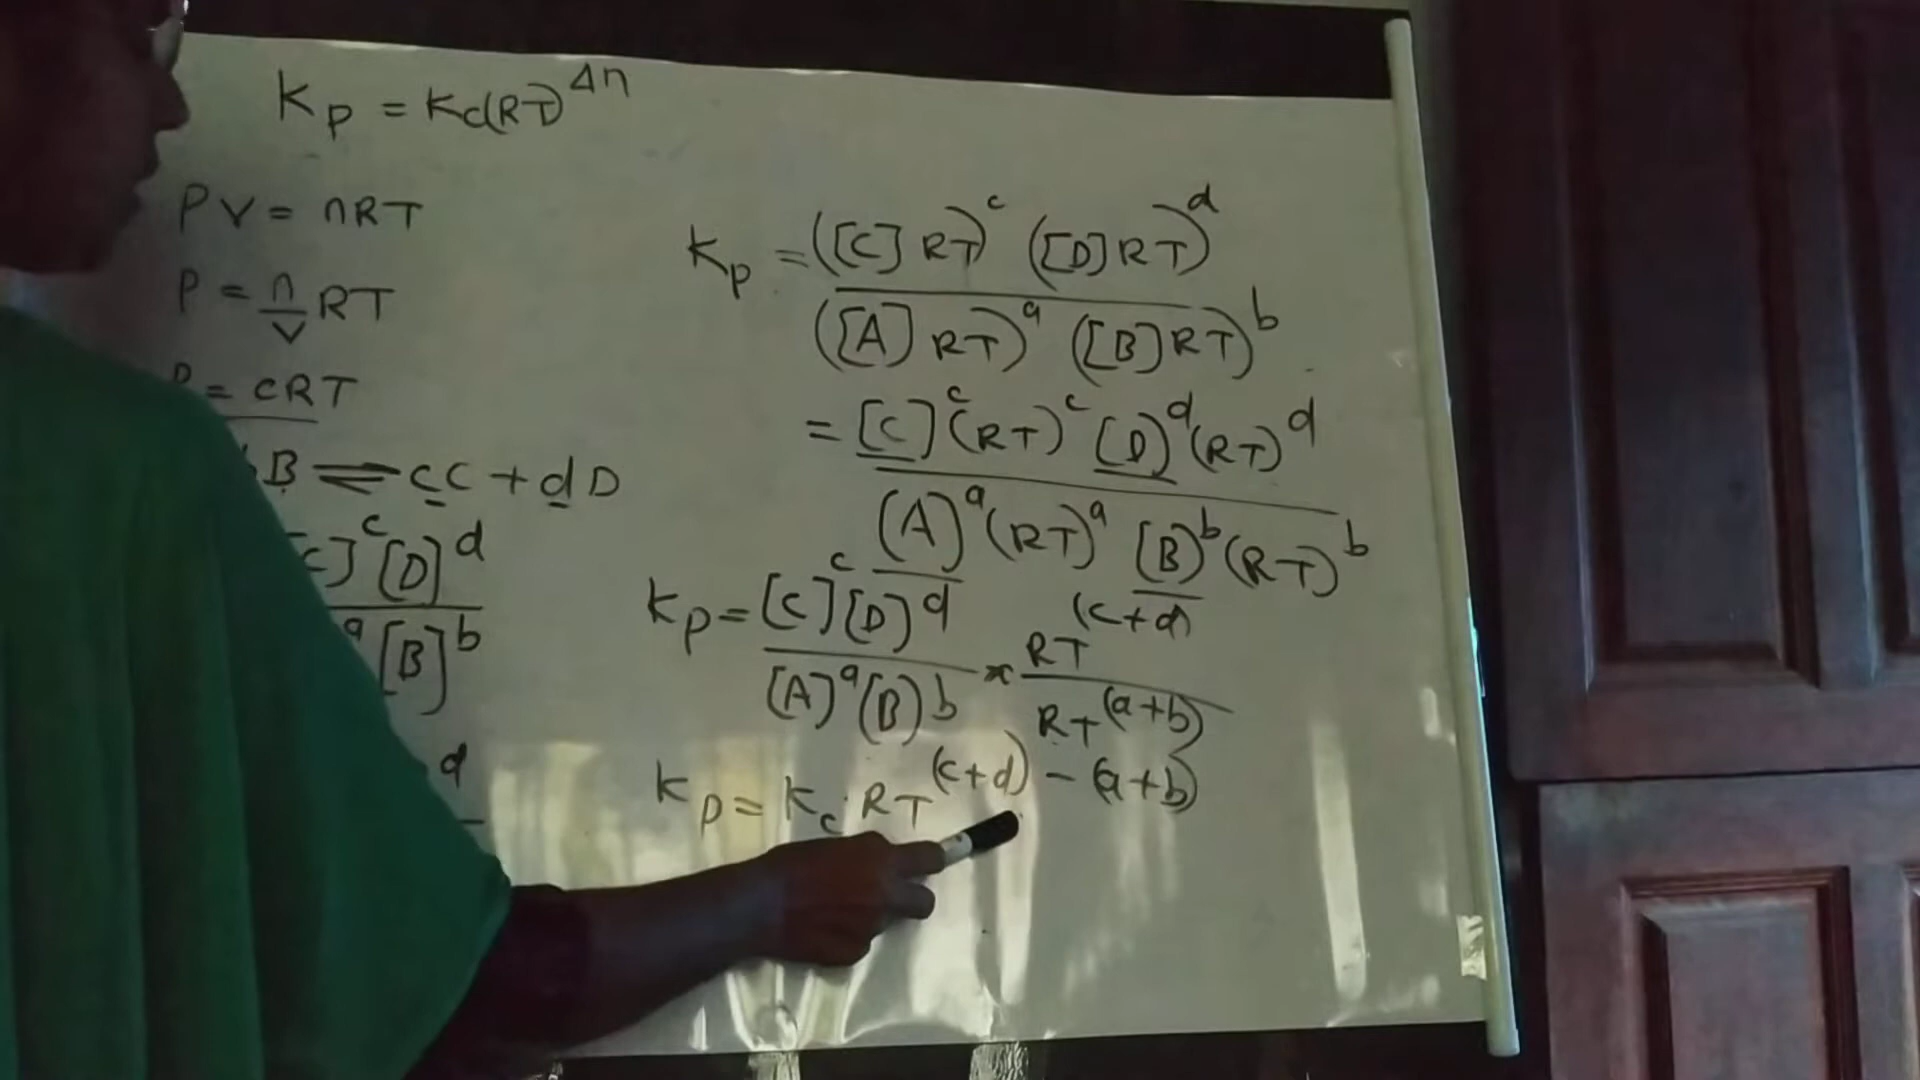 Kp = Kc(RT)^Δn
PV = nRT
P = n/V RT
P = CRT
B ⇌ cC + dD
C]^c [D]^d
a [B]^b
d
Kp = ([C] RT)^c ([D] RT)^d
([A] RT)^a ([B] RT)^b
= [C]^c (RT)^c [D]^d (RT)^d
(A)^a (RT)^a [B]^b (RT)^b
Kp = [C]^c [D]^d × RT^(c+d)
[A]^a (B)^b RT^(a+b)
Kp = Kc RT^(c+d) - (a+b)